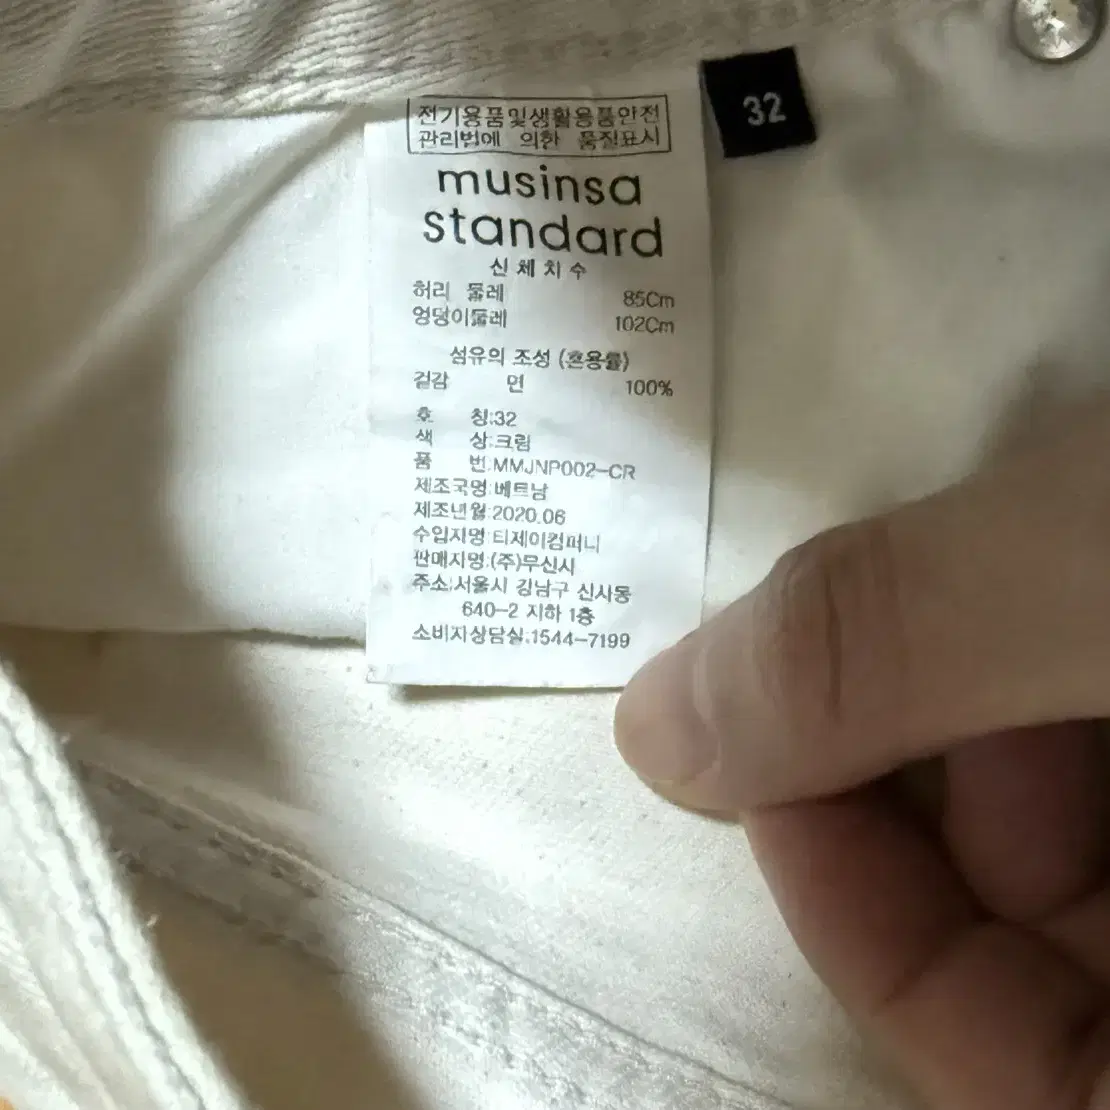 전기용품및생활용품안전
관리법에 의한 품질표시
32
musinsa
standard
신체치수
허리 둘레 85Cm
엉덩이둘레 102Cm
섬유의 조성 (혼용률)
겉감 면 100%
호 칭:32
색 상:크림
품 번:MMJNP002-CR
제조국명:베트남
제조년월:2020.06
수입자명:티제이컴퍼니
판매자명:(주)무신사
주소:서울시 강남구 신사동
640-2 지하 1층
소비자상담실:1544-7199